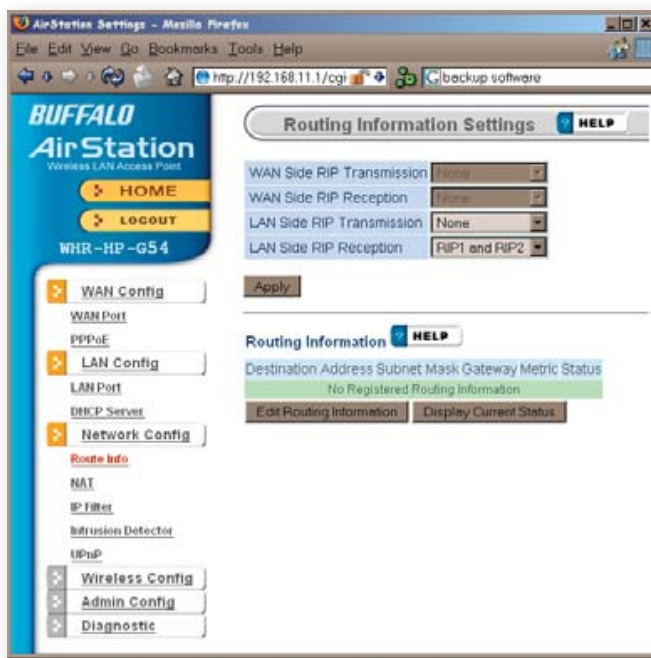 AirStation Settings - Mozilla Firefox
File Edit View Go Bookmarks Tools Help
http://192.168.11.1/cgi
backup software
BUFFALO
AirStation
Wireless LAN Access Point
HOME
LOGOUT
WHR-HP-G54
WAN Config
WAN Port
PPPoE
LAN Config
LAN Port
DHCP Server
Network Config
Route Info
NAT
IP Filter
Intrusion Detector
UPnP
Wireless Config
Admin Config
Diagnostic
Routing Information Settings ? HELP
WAN Side RIP Transmission None
WAN Side RIP Reception None
LAN Side RIP Transmission None
LAN Side RIP Reception RIP1 and RIP2
Apply
Routing Information ? HELP
Destination Address Subnet Mask Gateway Metric Status
No Registered Routing Information
Edit Routing Information Display Current Status